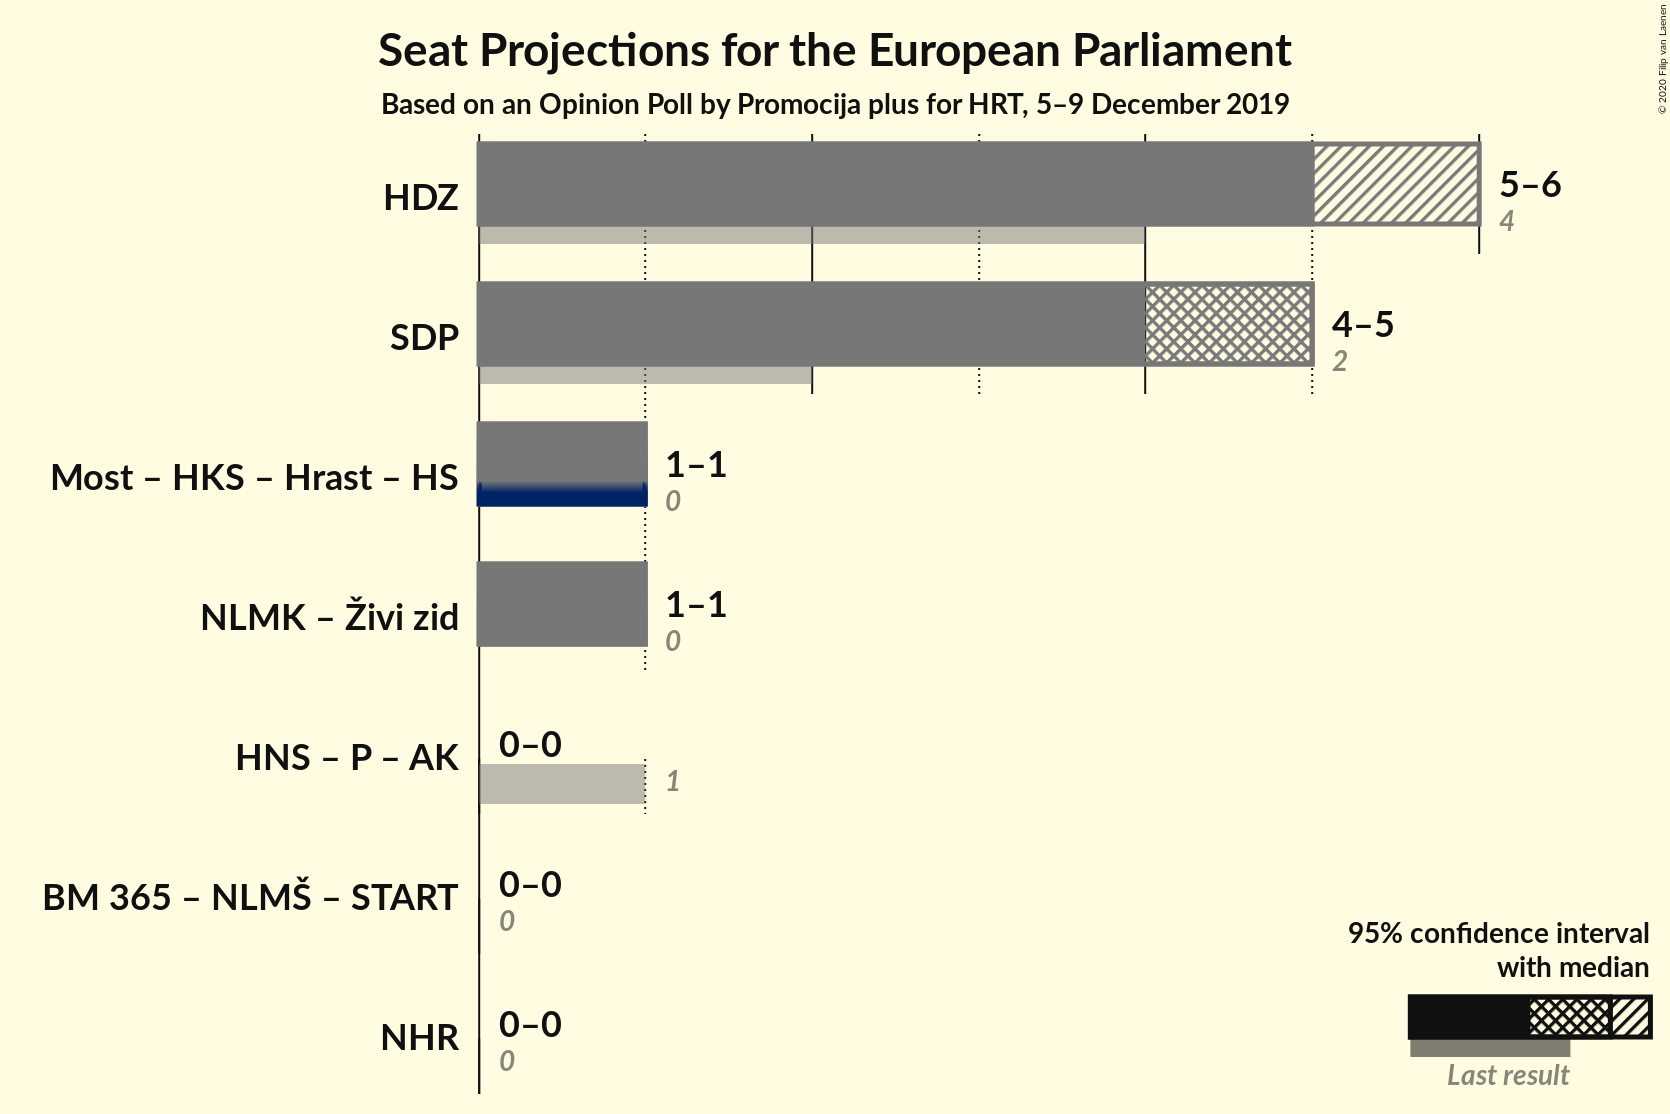 Seat Projections for the European Parliament
Based on an Opinion Poll by Promocija plus for HRT, 5–9 December 2019
© 2020 Filip van Laenen
HDZ
5–6
4
SDP
4–5
2
Most – HKS – Hrast – HS
1–1
0
NLMK – Živi zid
1–1
0
HNS – P – AK
0–0
1
BM 365 – NLMŠ – START
0–0
0
NHR
0–0
0
95% confidence interval
with median
Last result